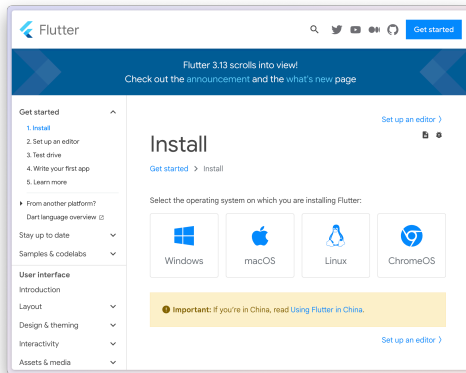 Flutter
Get started
Flutter 3.13 scrolls into view!
Check out the announcement and the what's new page
Get started
1. Install
2. Set up an editor
3. Test drive
4. Write your first app
5. Learn more
From another platform?
Dart language overview
Stay up to date
Samples & codelabs
User interface
Introduction
Layout
Design & theming
Interactivity
Assets & media
Set up an editor
Install
Get started > Install
Select the operating system on which you are installing Flutter:
Windows
macOS
Linux
ChromeOS
Important: If you're in China, read Using Flutter in China.
Set up an editor